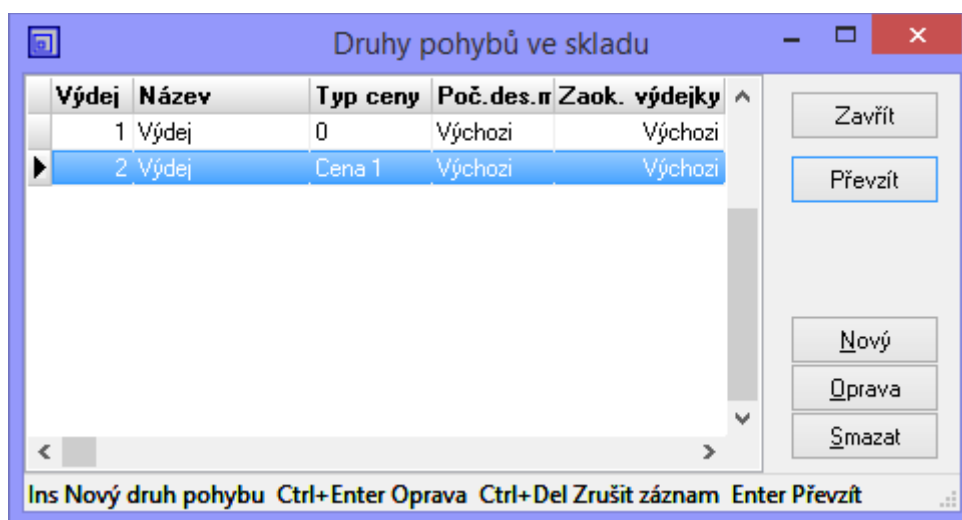 Druhy pohybů ve skladu
Výdej Název Typ ceny Poč.des.m Zaok. výdejky
1 Výdej 0 Výchozi Výchozi
2 Výdej Cena 1 Výchozi Výchozi
Zavřít
Převzít
Nový
Oprava
Smazat
Ins Nový druh pohybu Ctrl+Enter Oprava Ctrl+Del Zrušit záznam Enter Převzít